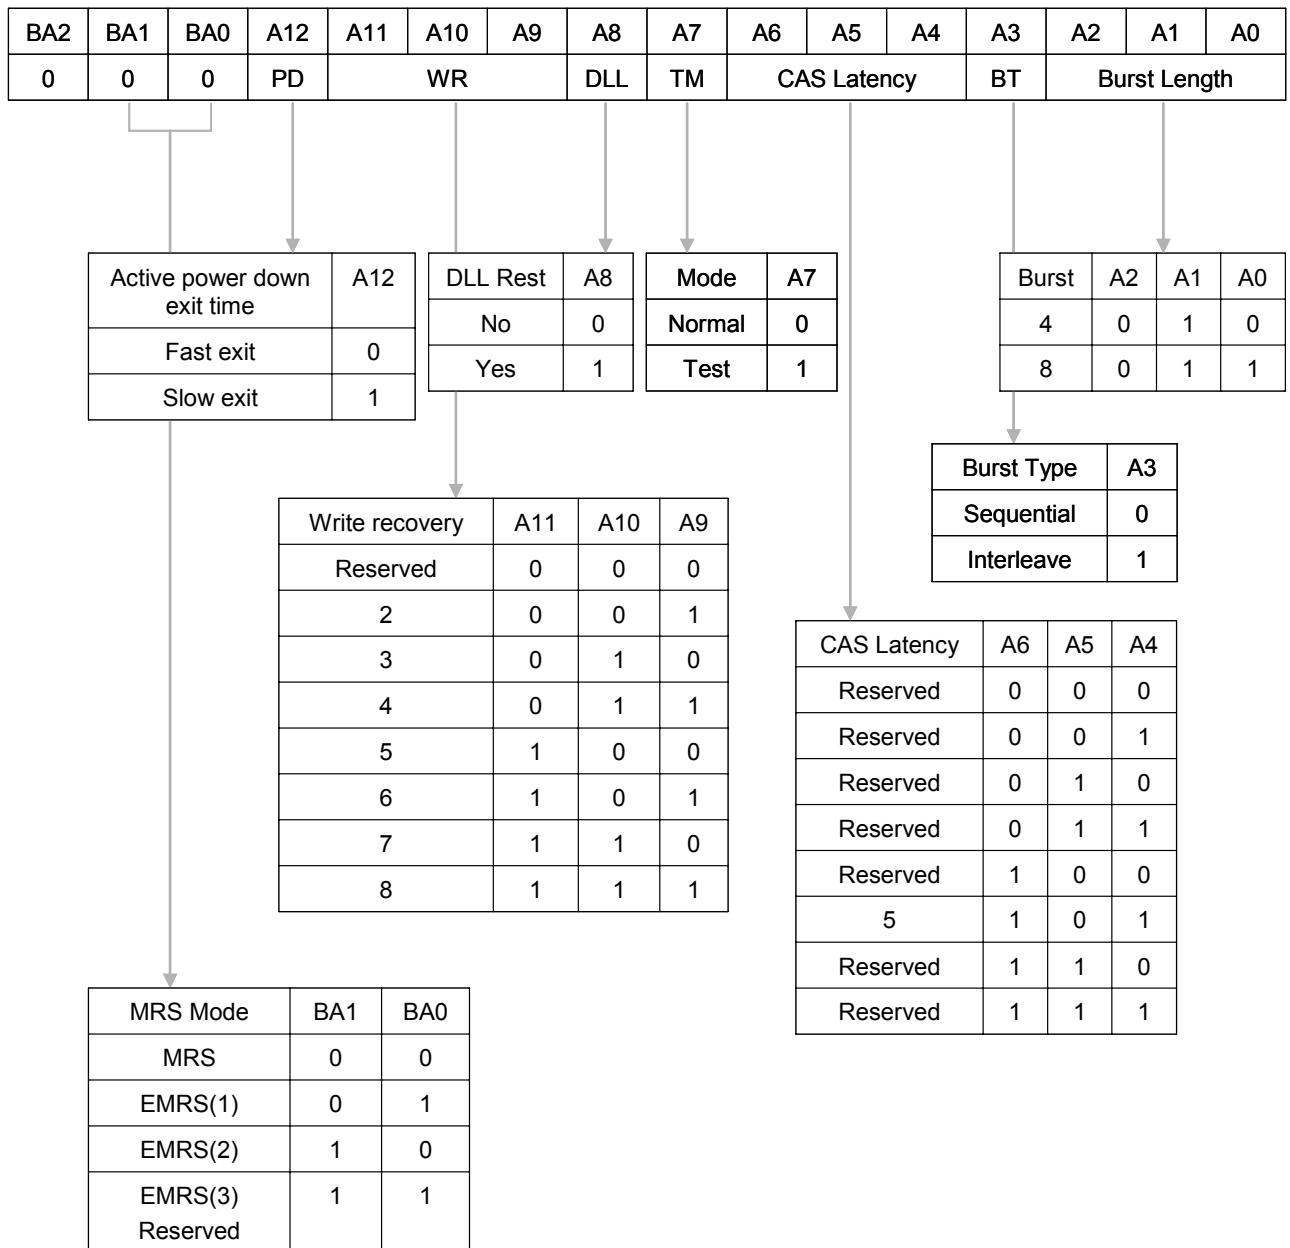 BA2 BA1 BA0 A12 A11 A10 A9 A8 A7 A6 A5 A4 A3 A2 A1 A0
0 0 0 PD WR DLL TM CAS Latency BT Burst Length
Active power down A12
exit time
Fast exit 0
Slow exit 1
DLL Rest A8
No 0
Yes 1
Mode A7
Normal 0
Test 1
Burst A2 A1 A0
4 0 1 0
8 0 1 1
Burst Type A3
Sequential 0
Interleave 1
Write recovery A11 A10 A9
Reserved 0 0 0
2 0 0 1
3 0 1 0
4 0 1 1
5 1 0 0
6 1 0 1
7 1 1 0
8 1 1 1
CAS Latency A6 A5 A4
Reserved 0 0 0
Reserved 0 0 1
Reserved 0 1 0
Reserved 0 1 1
Reserved 1 0 0
5 1 0 1
Reserved 1 1 0
Reserved 1 1 1
MRS Mode BA1 BA0
MRS 0 0
EMRS(1) 0 1
EMRS(2) 1 0
EMRS(3) 1 1
Reserved